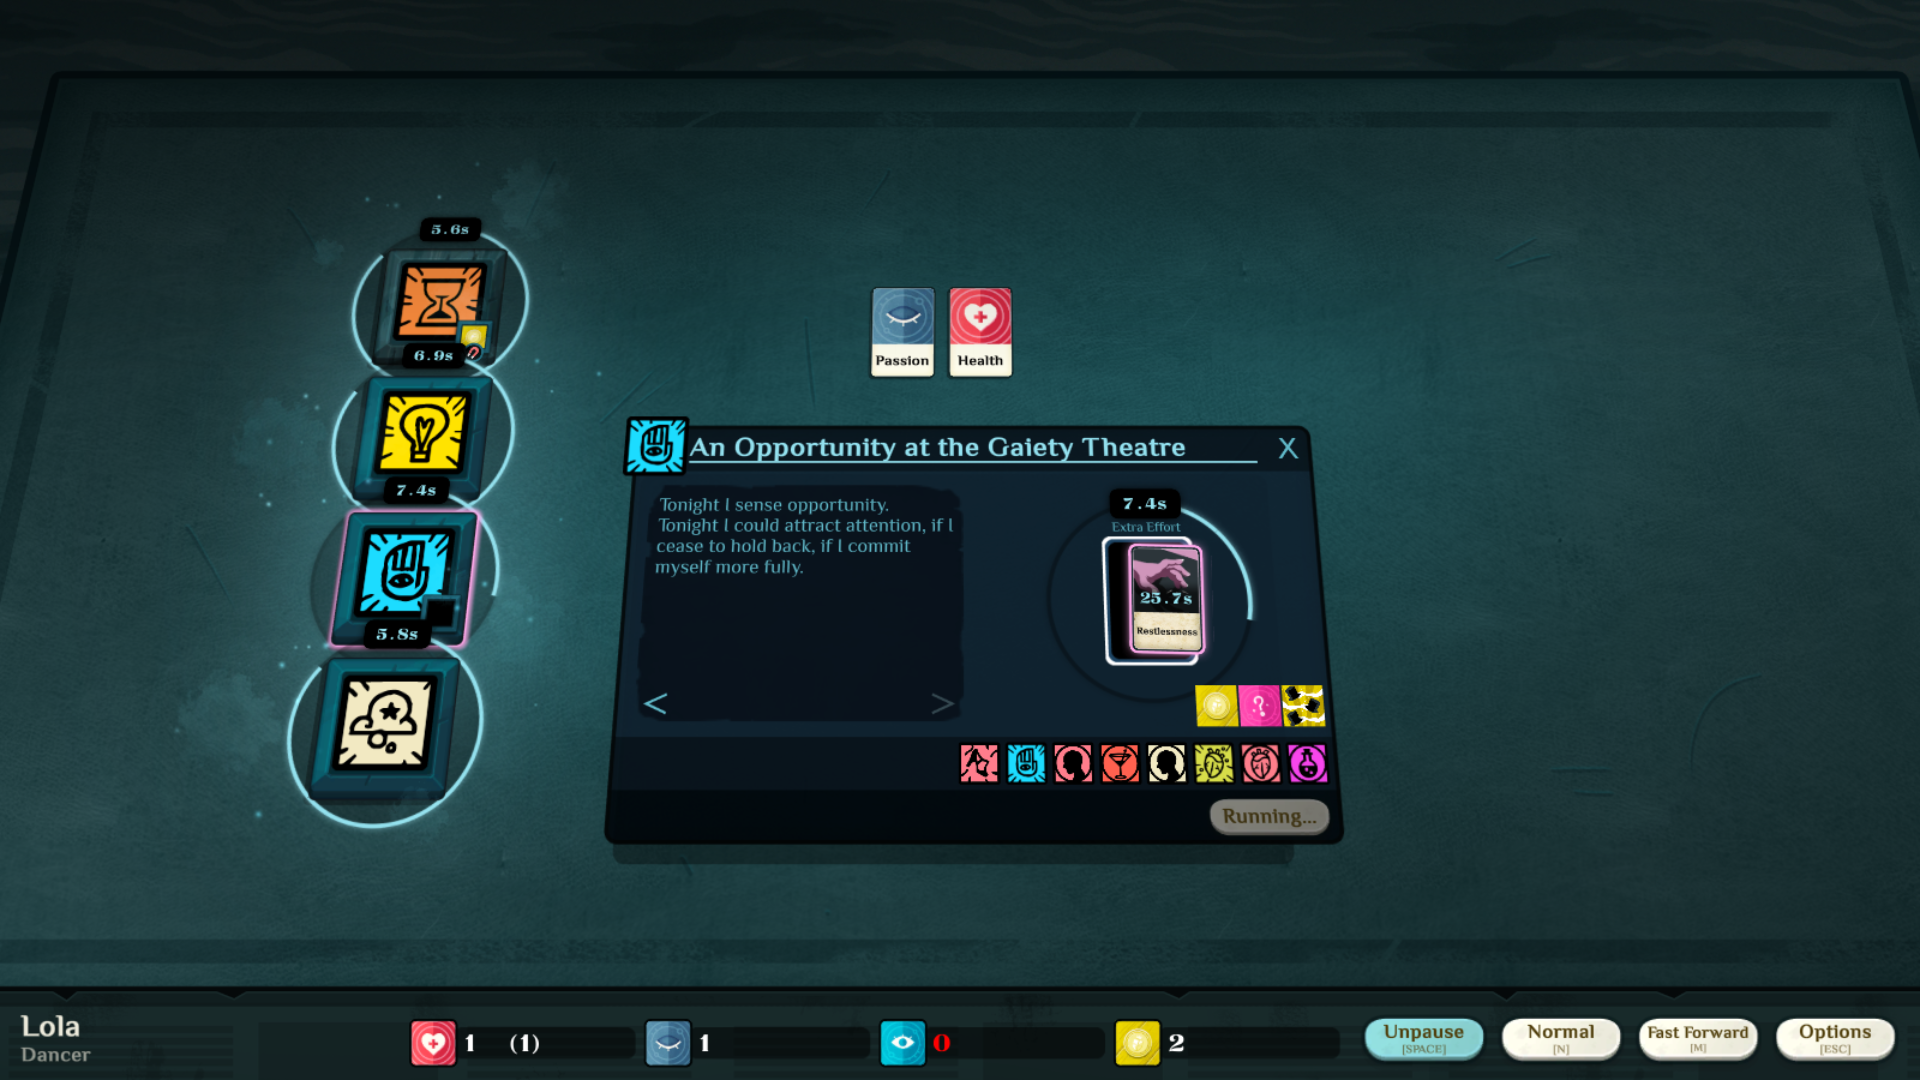 5.6s
6.9s
7.4s
5.8s
Passion
Health
An Opportunity at the Gaiety Theatre
X
Tonight I sense opportunity.
Tonight I could attract attention, if I
cease to hold back, if I commit
myself more fully.
<
>
7.4s
Extra Effort
25.7s
Restlessness
?
Running...
Lola
Dancer
1 (1)
1
0
2
Unpause
[SPACE]
Normal
[N]
Fast Forward
[M]
Options
[ESC]